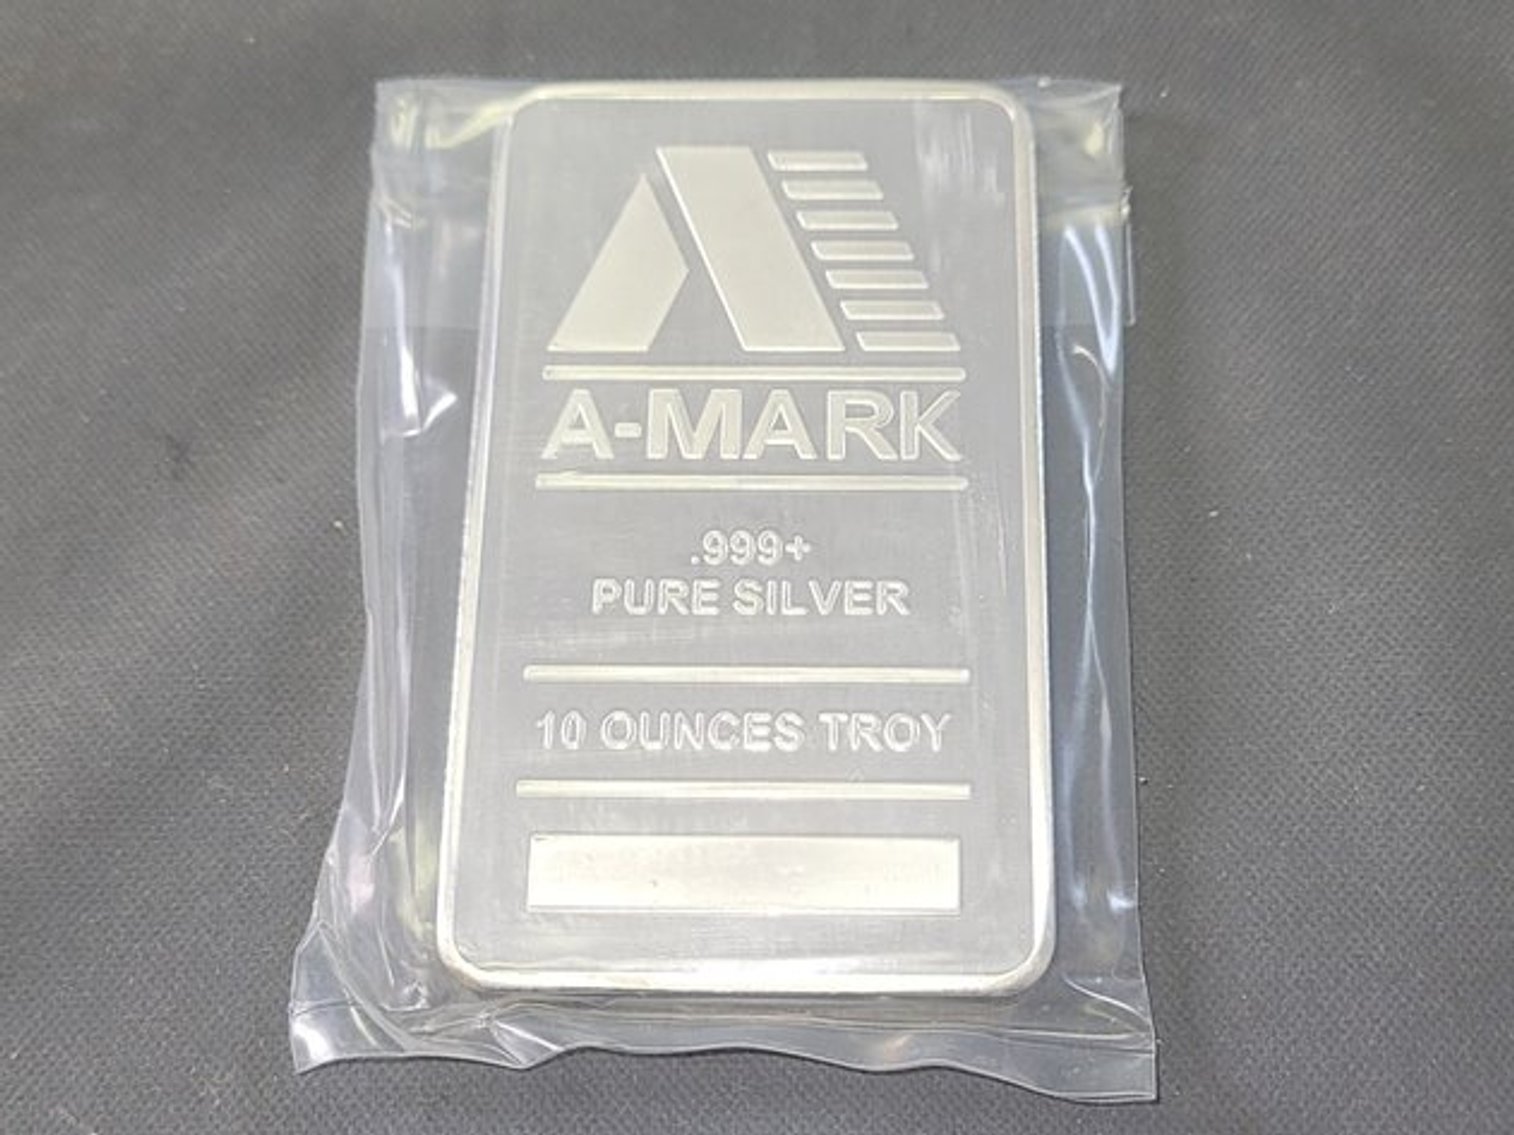 A-MARK
.999+
PURE SILVER
10 OUNCES TROY